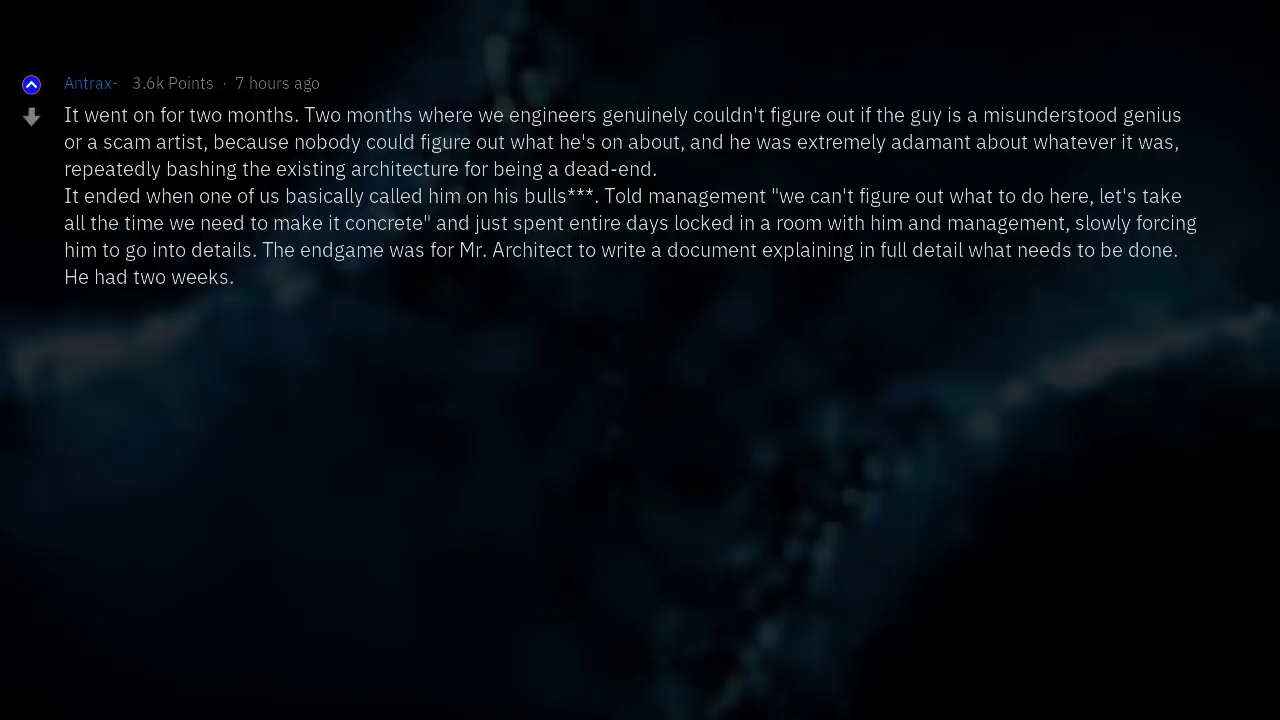 Antrax- 3.6k Points · 7 hours ago
It went on for two months. Two months where we engineers genuinely couldn't figure out if the guy is a misunderstood genius
or a scam artist, because nobody could figure out what he's on about, and he was extremely adamant about whatever it was,
repeatedly bashing the existing architecture for being a dead-end.
It ended when one of us basically called him on his bulls***. Told management "we can't figure out what to do here, let's take
all the time we need to make it concrete" and just spent entire days locked in a room with him and management, slowly forcing
him to go into details. The endgame was for Mr. Architect to write a document explaining in full detail what needs to be done.
He had two weeks.